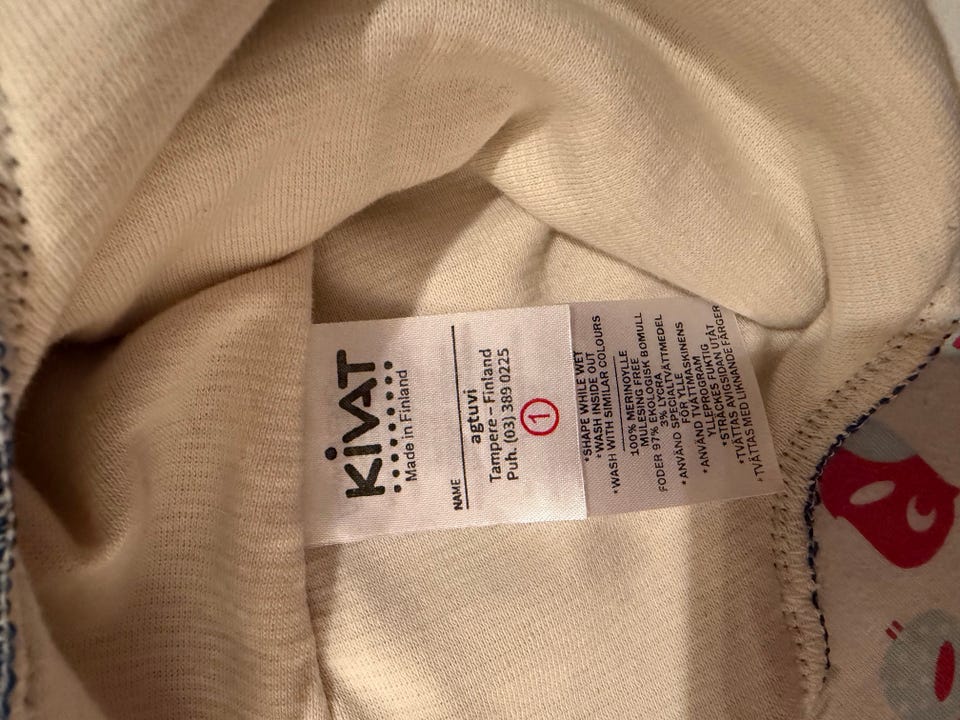 KIVAT
Made in Finland
NAME
agtuvi
Tampere – Finland
Puh. (03) 389 0225
1
*SHAPE WHILE WET
*WASH INSIDE OUT
*WASH WITH SIMILAR COLOURS
100% MERINOYLLE
MULESING FREE
FODER 97% EKOLOGISK BOMULL
3% LYCRA
*ANVÄND SPECIALTVÄTTMEDEL
FÖR YLLE
*ANVÄND TVÄTTMASKINENS
YLLEPROGRAM
*STRÄCKES FUKTIG
*TVÄTTAS AVIGSIDAN UTÅT
*TVÄTTAS MED LIKNANDE FÄRGER